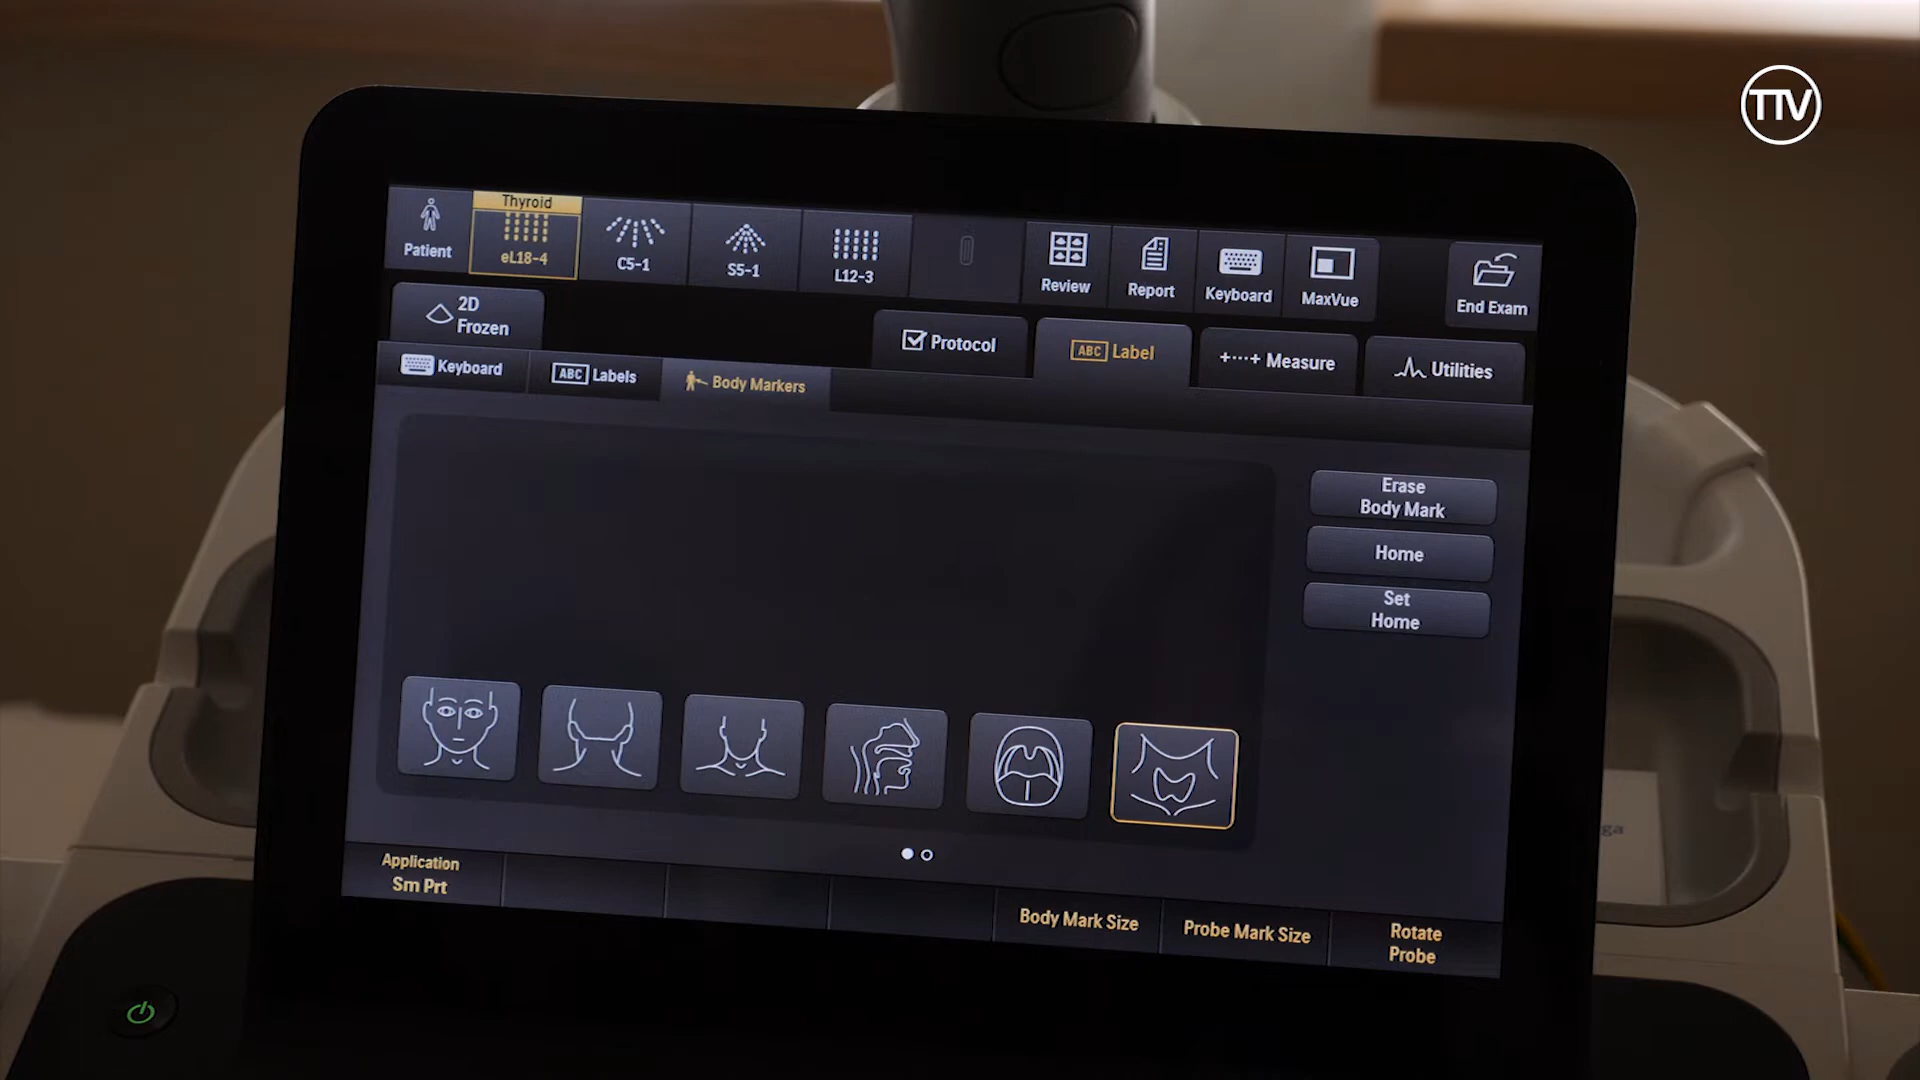 TTV
Patient
Thyroid
eL18-4
C5-1
S5-1
L12-3
Review
Report
Keyboard
MaxVue
End Exam
2D
Frozen
Protocol
ABC Label
Measure
Utilities
Keyboard
ABC Labels
Body Markers
Erase
Body Mark
Home
Set
Home
Application
Sm Prt
Body Mark Size
Probe Mark Size
Rotate
Probe